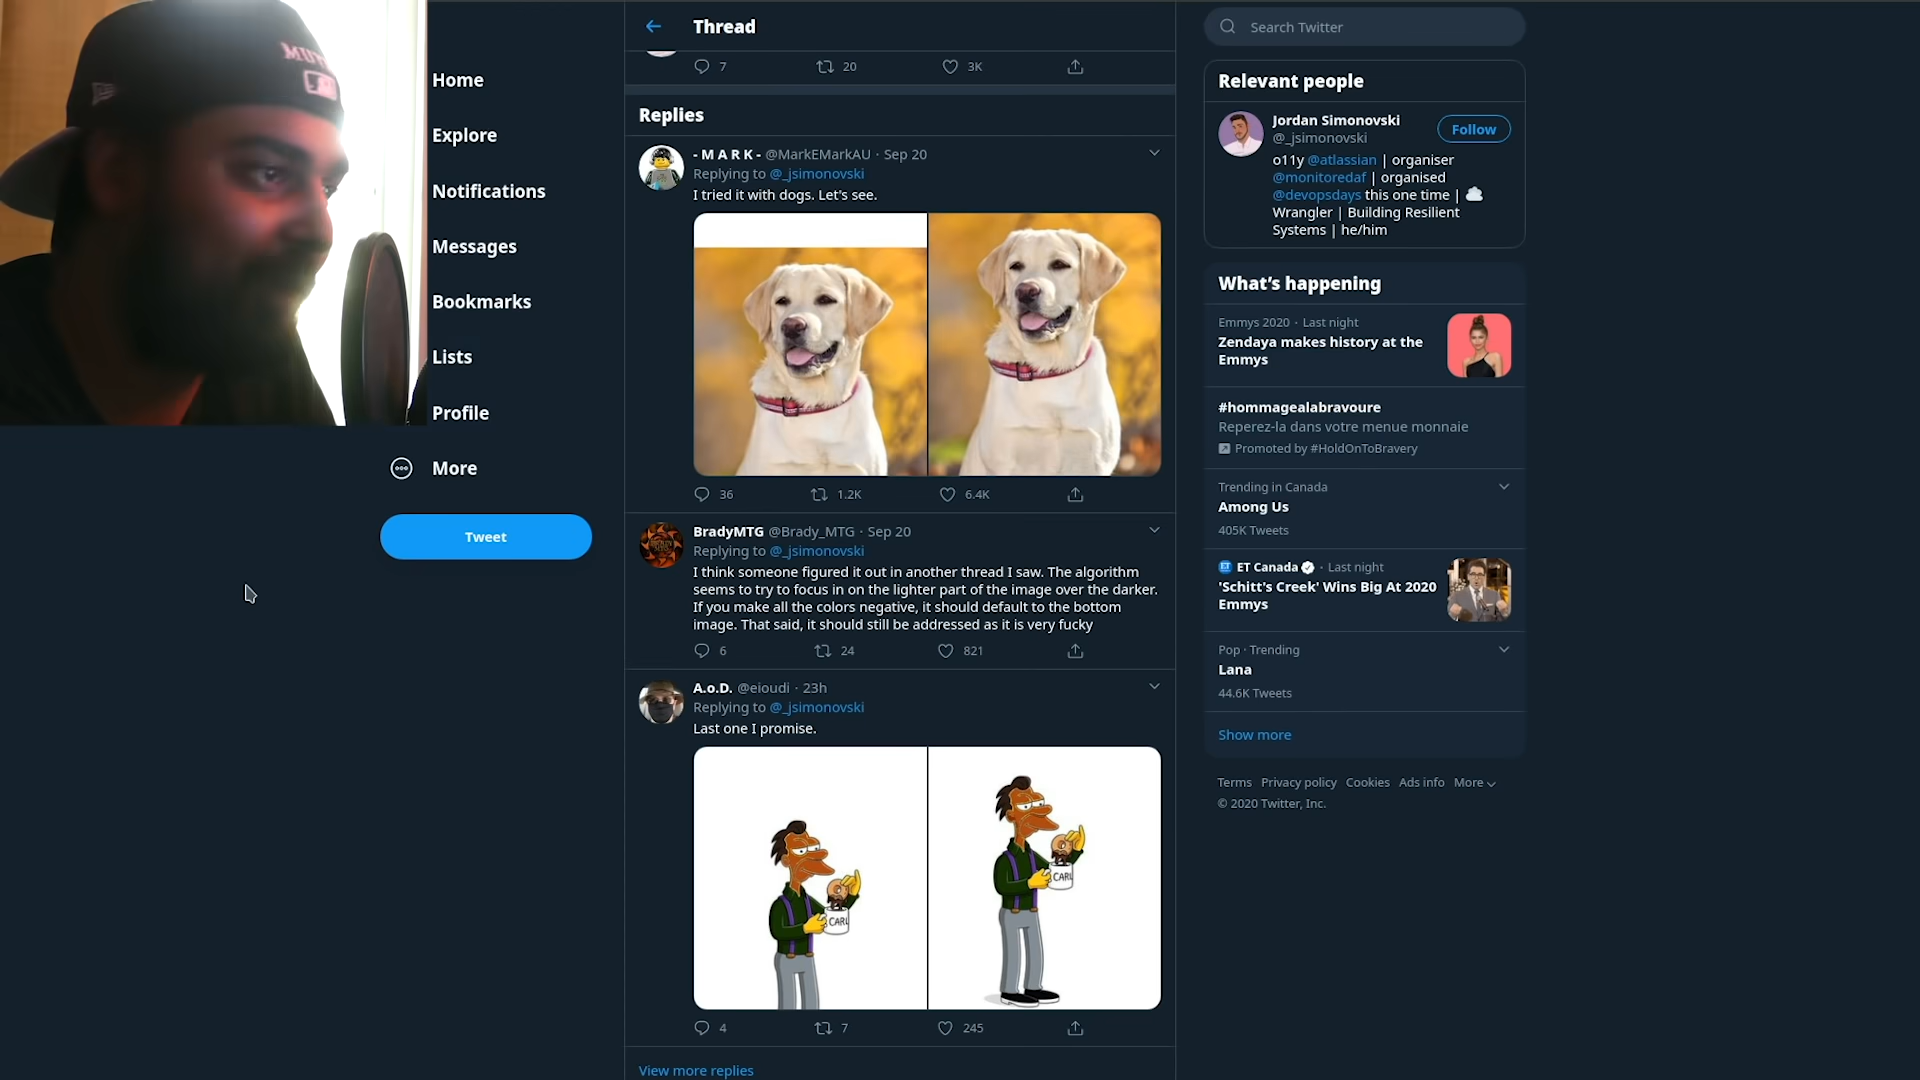 Home
Explore
Notifications
Messages
Bookmarks
Lists
Profile
More
Tweet
Thread
7
20
3K
Replies
- M A R K - @MarkEMarkAU · Sep 20
Replying to @_jsimonovski
I tried it with dogs. Let's see.
36
1.2K
6.4K
BradyMTG @Brady_MTG · Sep 20
Replying to @_jsimonovski
I think someone figured it out in another thread I saw. The algorithm
seems to try to focus in on the lighter part of the image over the darker.
If you make all the colors negative, it should default to the bottom
image. That said, it should still be addressed as it is very fucky
6
24
821
A.o.D. @eioudi · 23h
Replying to @_jsimonovski
Last one I promise.
CARL
CARL
4
7
245
View more replies
Search Twitter
Relevant people
Jordan Simonovski
@_jsimonovski
Follow
o11y @atlassian | organiser
@monitoredaf | organised
@devopsdays this one time |
Wrangler | Building Resilient
Systems | he/him
What's happening
Emmys 2020 · Last night
Zendaya makes history at the
Emmys
#hommagealabravoure
Reperez-la dans votre menue monnaie
Promoted by #HoldOnToBravery
Trending in Canada
Among Us
405K Tweets
ET Canada · Last night
'Schitt's Creek' Wins Big At 2020
Emmys
Pop · Trending
Lana
44.6K Tweets
Show more
Terms Privacy policy Cookies Ads info More
© 2020 Twitter, Inc.